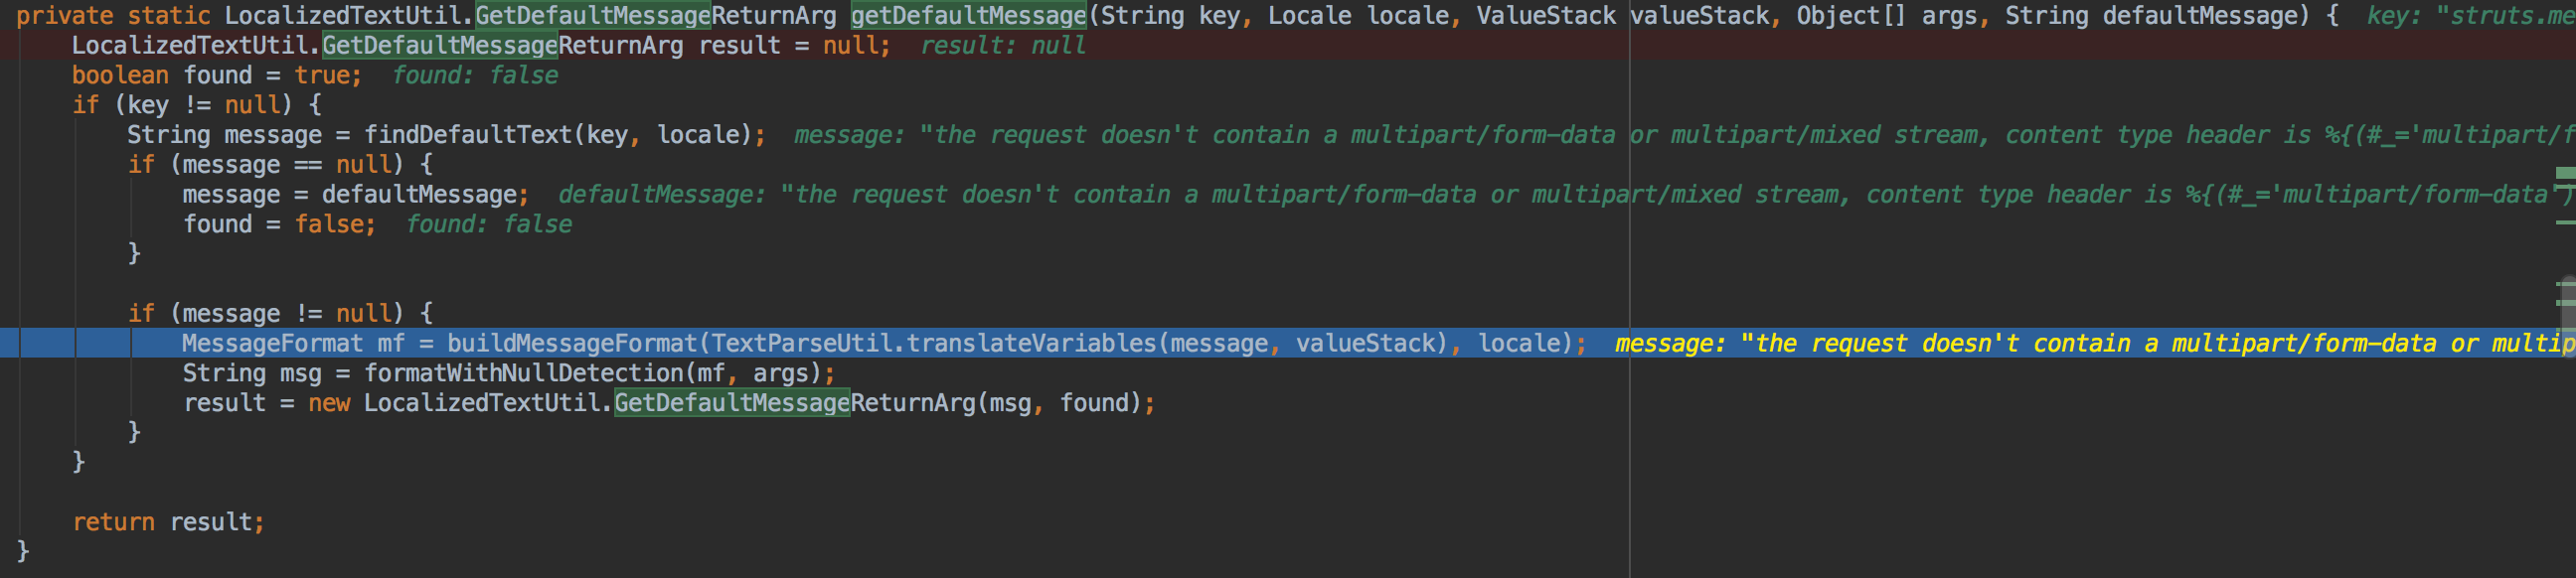 private static LocalizedTextUtil.GetDefaultMessageReturnArg getDefaultMessage(String key, Locale locale, ValueStack valueStack, Object[] args, String defaultMessage) {  key: "struts.me
LocalizedTextUtil.GetDefaultMessageReturnArg result = null;  result: null
boolean found = true;  found: false
if (key != null) {
String message = findDefaultText(key, locale);  message: "the request doesn't contain a multipart/form-data or multipart/mixed stream, content type header is %{(#_='multipart/f
if (message == null) {
message = defaultMessage;  defaultMessage: "the request doesn't contain a multipart/form-data or multipart/mixed stream, content type header is %{(#_='multipart/form-data')
found = false;  found: false
}
if (message != null) {
MessageFormat mf = buildMessageFormat(TextParseUtil.translateVariables(message, valueStack), locale);  message: "the request doesn't contain a multipart/form-data or multip
String msg = formatWithNullDetection(mf, args);
result = new LocalizedTextUtil.GetDefaultMessageReturnArg(msg, found);
}
}
return result;
}